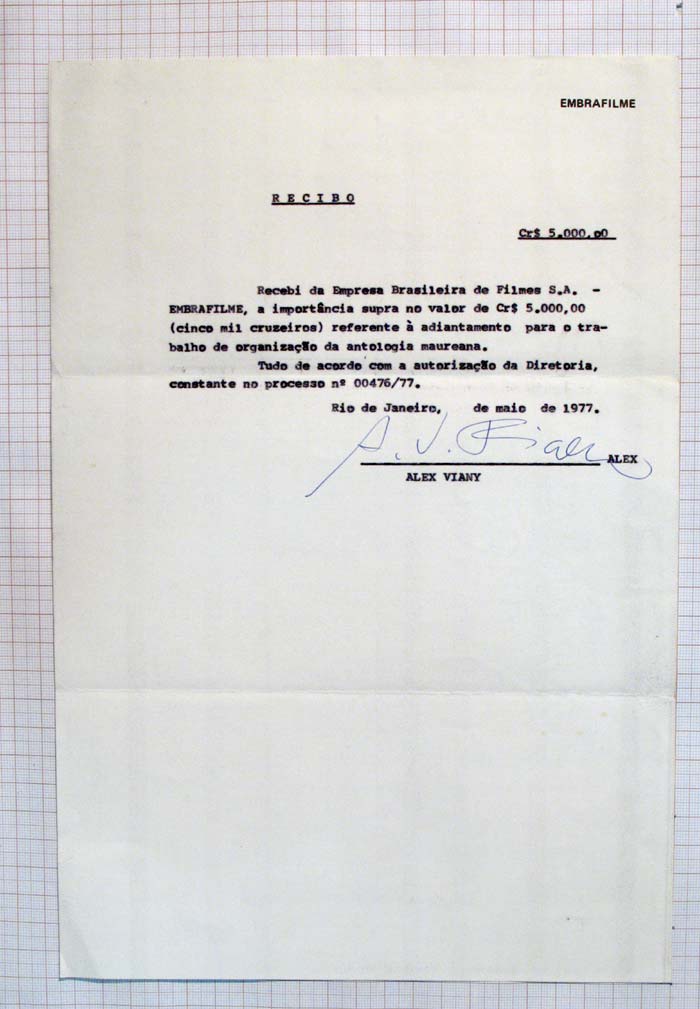 EMBRAFILME
RECIBO
Cr$ 5.000,00
Recebi da Empresa Brasileira de Filmes S.A. -
EMBRAFILME, a importância supra no valor de Cr$ 5.000,00
(cinco mil cruzeiros) referente à adiantamento para o tra-
balho de organização da antologia maureana.
Tudo de acordo com a autorização da Diretoria,
constante no processo nº 00476/77.
Rio de Janeiro, de maio de 1977.
A. V.
ALEX
ALEX VIANY